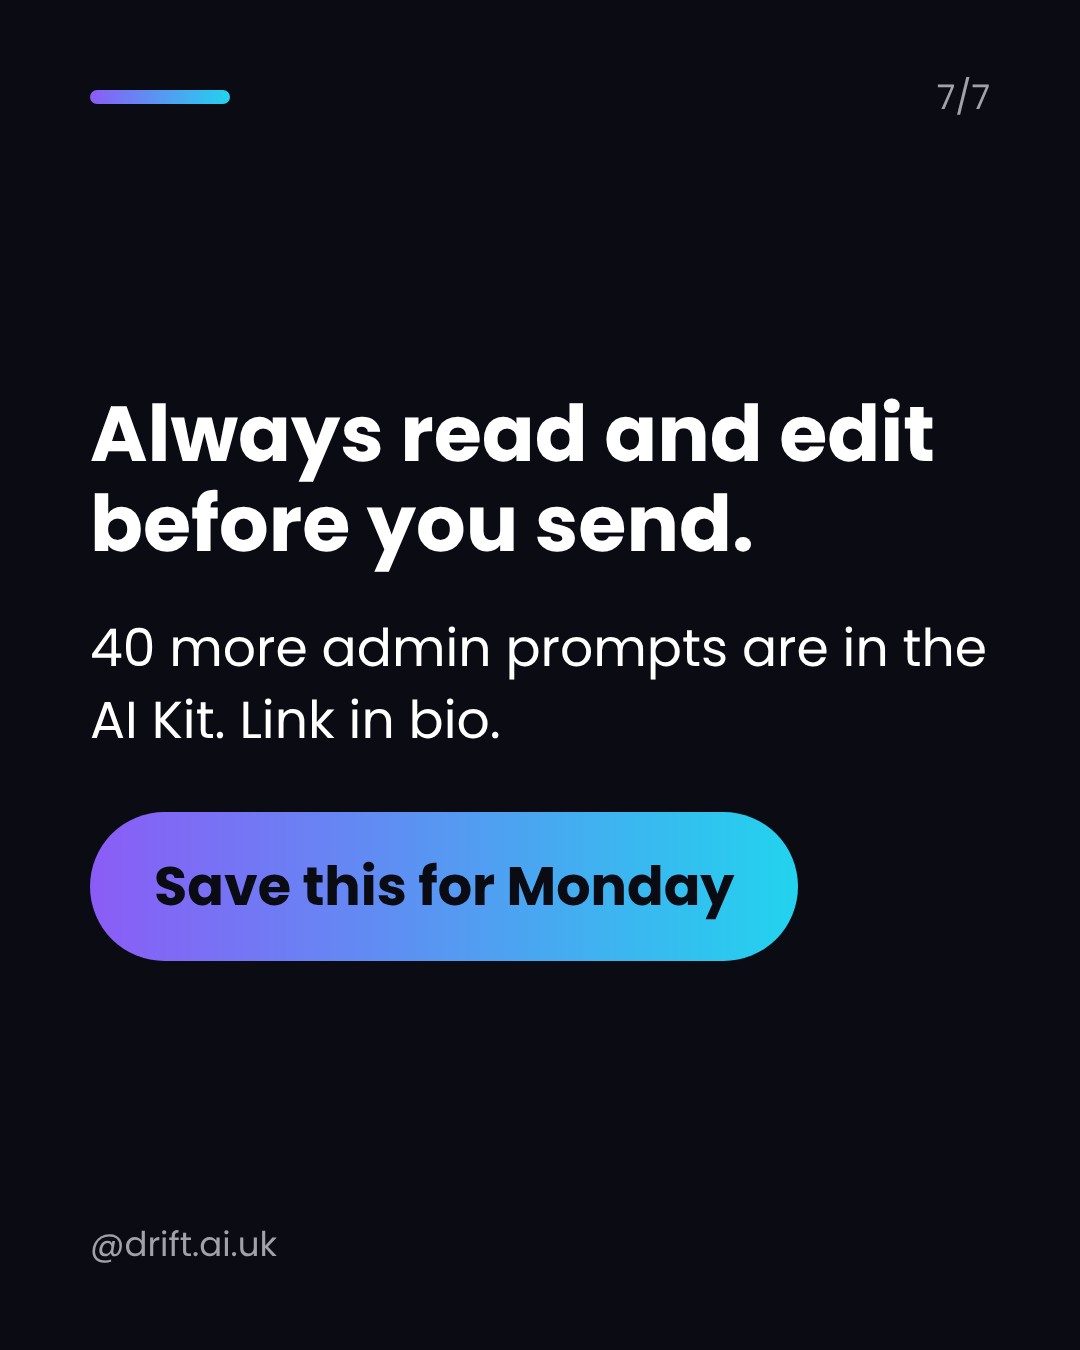 7/7
Always read and edit
before you send.
40 more admin prompts are in the
AI Kit. Link in bio.
Save this for Monday
@drift.ai.uk